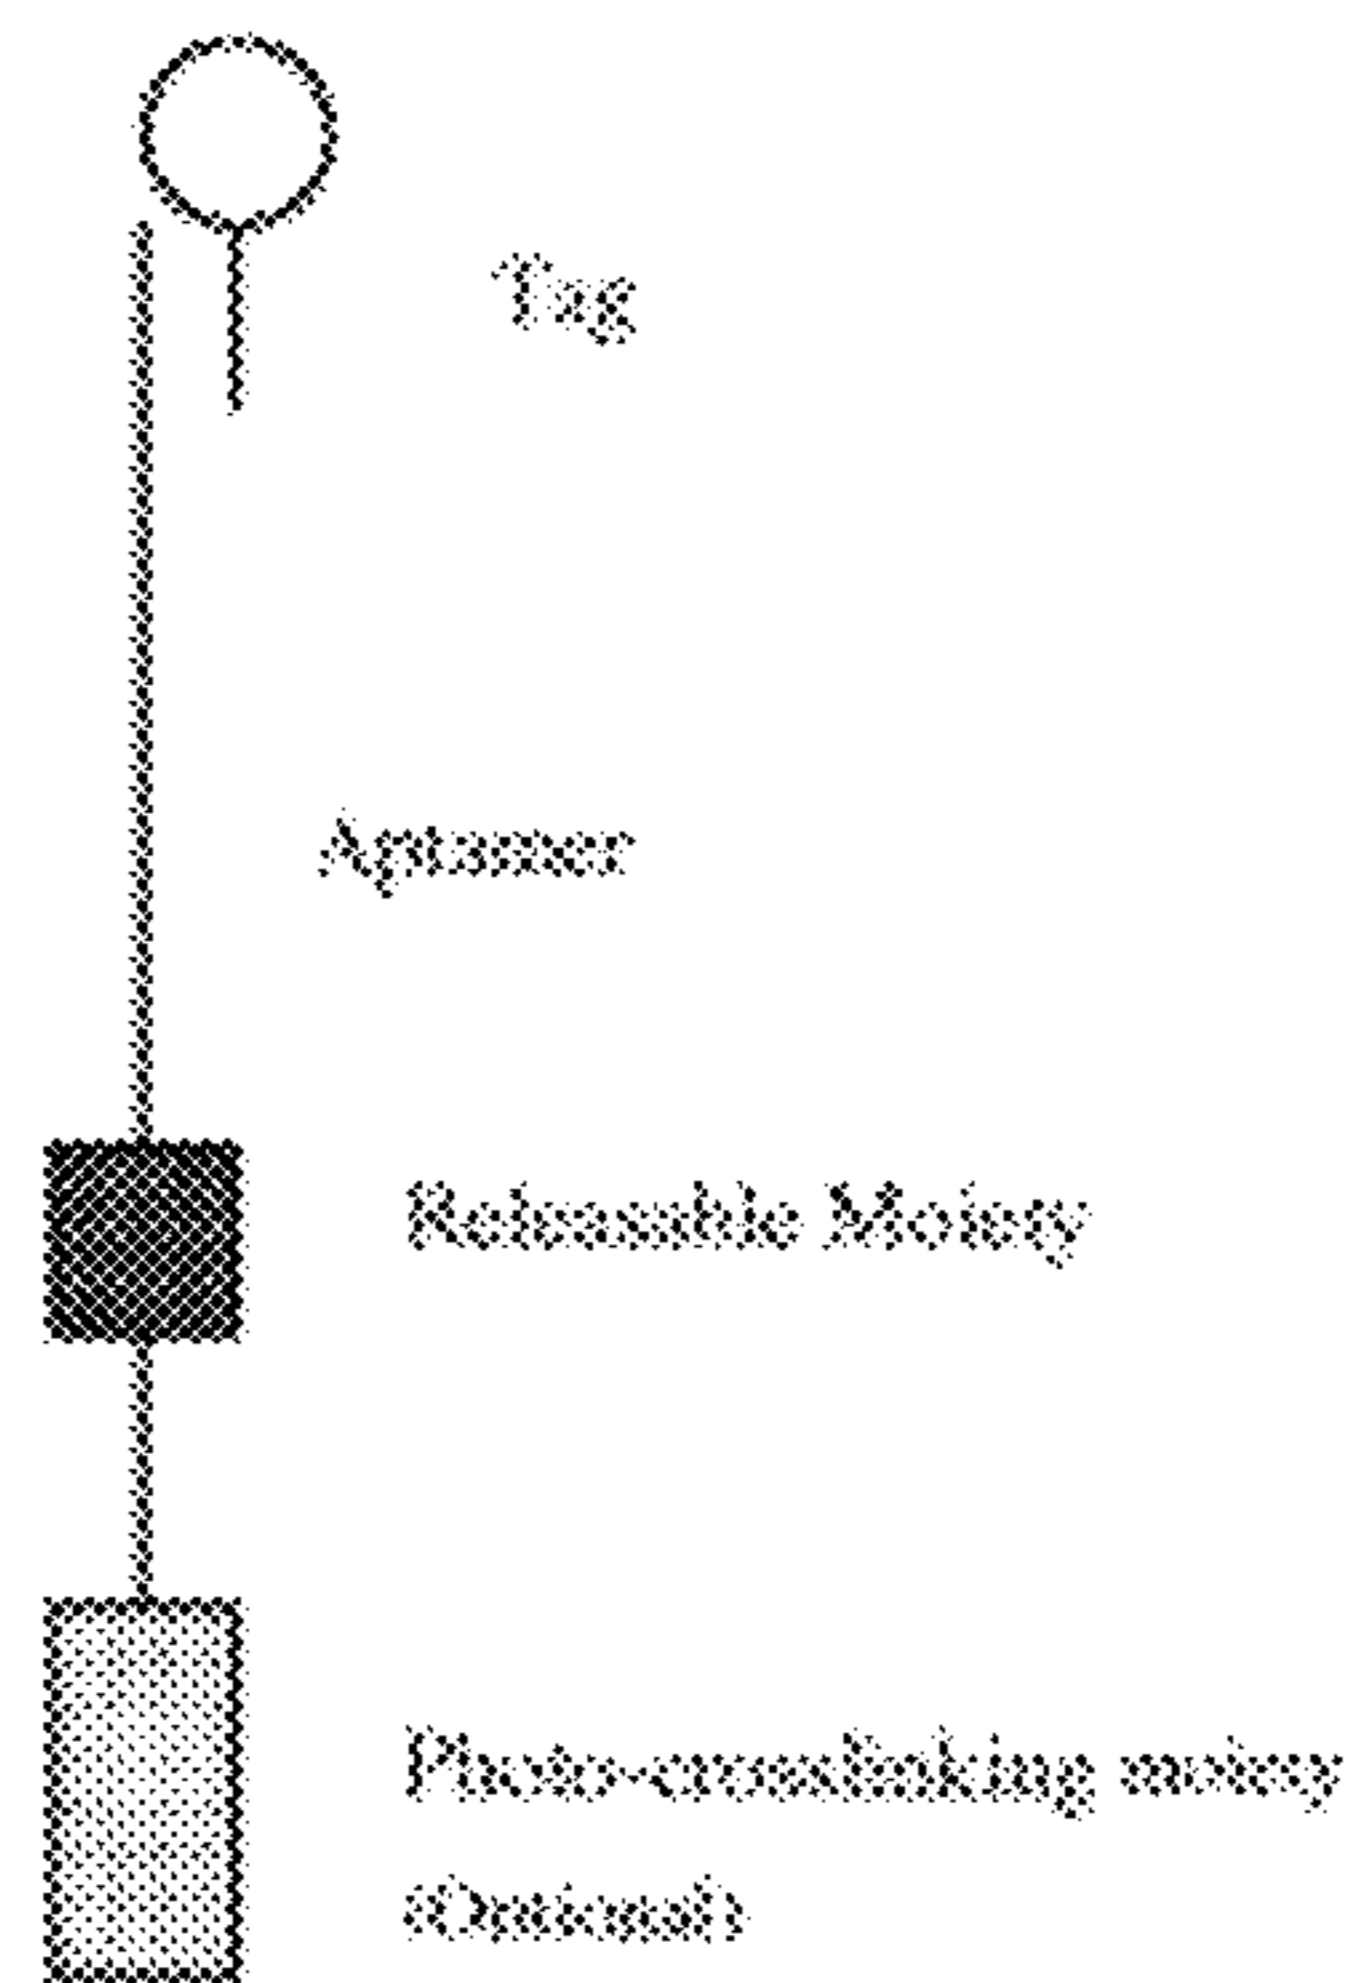 Tag
Aptamer
Releasable Moiety
Photo-crosslinking moiety
(Optional)